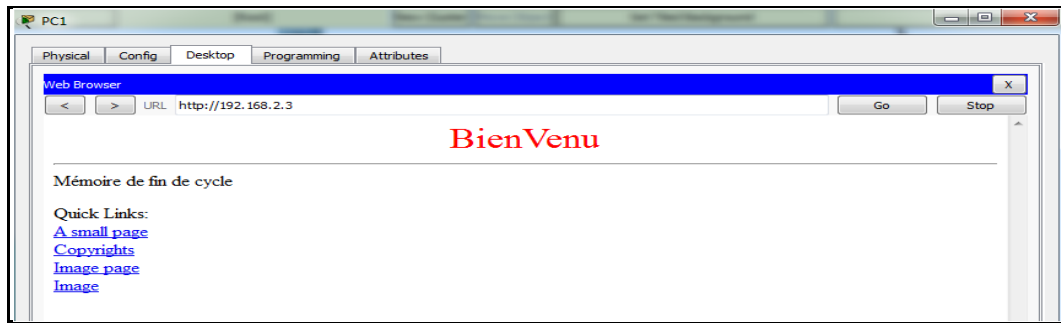 PC1
Physical Config Desktop Programming Attributes
Web Browser X
< > URL http://192.168.2.3 Go Stop
BienVenu
Mémoire de fin de cycle
Quick Links:
A small page
Copyrights
Image page
Image